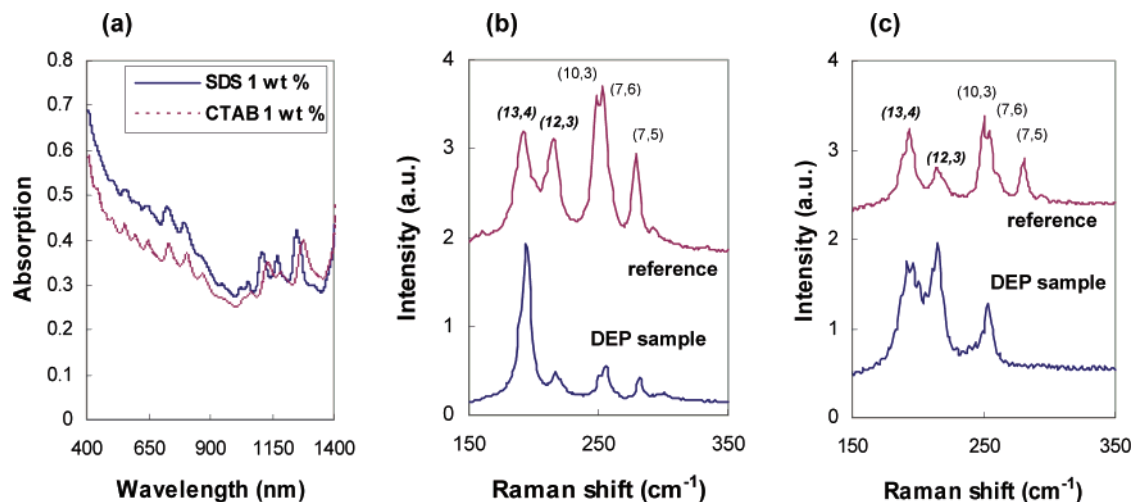 (a)
0.8
0.7
0.6
0.5
0.4
0.3
0.2
0.1
0
Absorption
SDS 1 wt %
CTAB 1 wt %
400 650 900 1150 1400
Wavelength (nm)
(b)
4
3
2
1
0
Intensity (a.u.)
(10,3)
(7,6)
(13,4)
(12,3)
(7,5)
reference
DEP sample
150 250 350
Raman shift (cm-1)
(c)
4
3
2
1
0
Intensity (a.u.)
(10,3)
(7,6)
(13,4)
(7,5)
(12,3)
reference
DEP sample
150 250 350
Raman shift (cm-1)